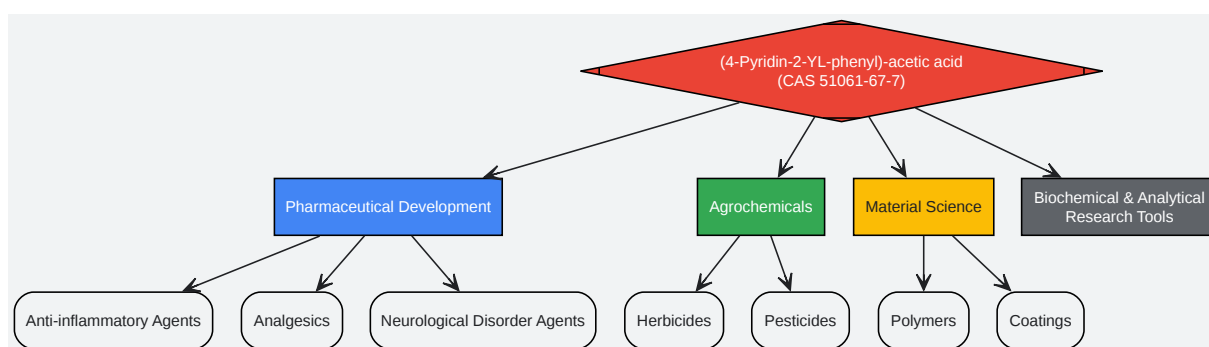 (4-Pyridin-2-YL-phenyl)-acetic acid
(CAS 51061-67-7)
Pharmaceutical Development
Agrochemicals
Material Science
Biochemical & Analytical
Research Tools
Anti-inflammatory Agents
Analgesics
Neurological Disorder Agents
Herbicides
Pesticides
Polymers
Coatings